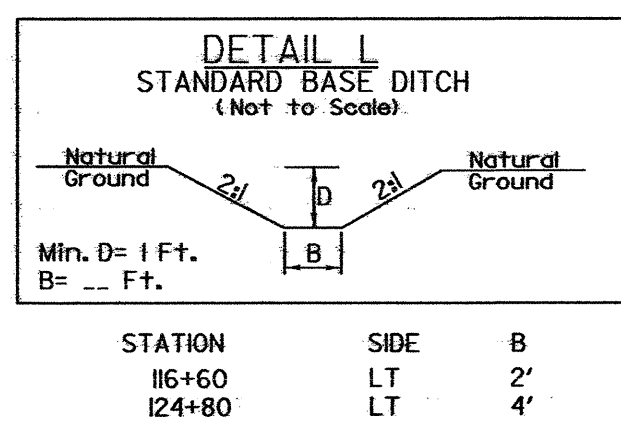 DETAIL L
STANDARD BASE DITCH
(Not to Scale)
Natural Ground
2:1
D
2:1
Natural Ground
Min. D= 1 Ft.
B
B= __ Ft.
STATION SIDE B
116+60 LT 2'
124+80 LT 4'